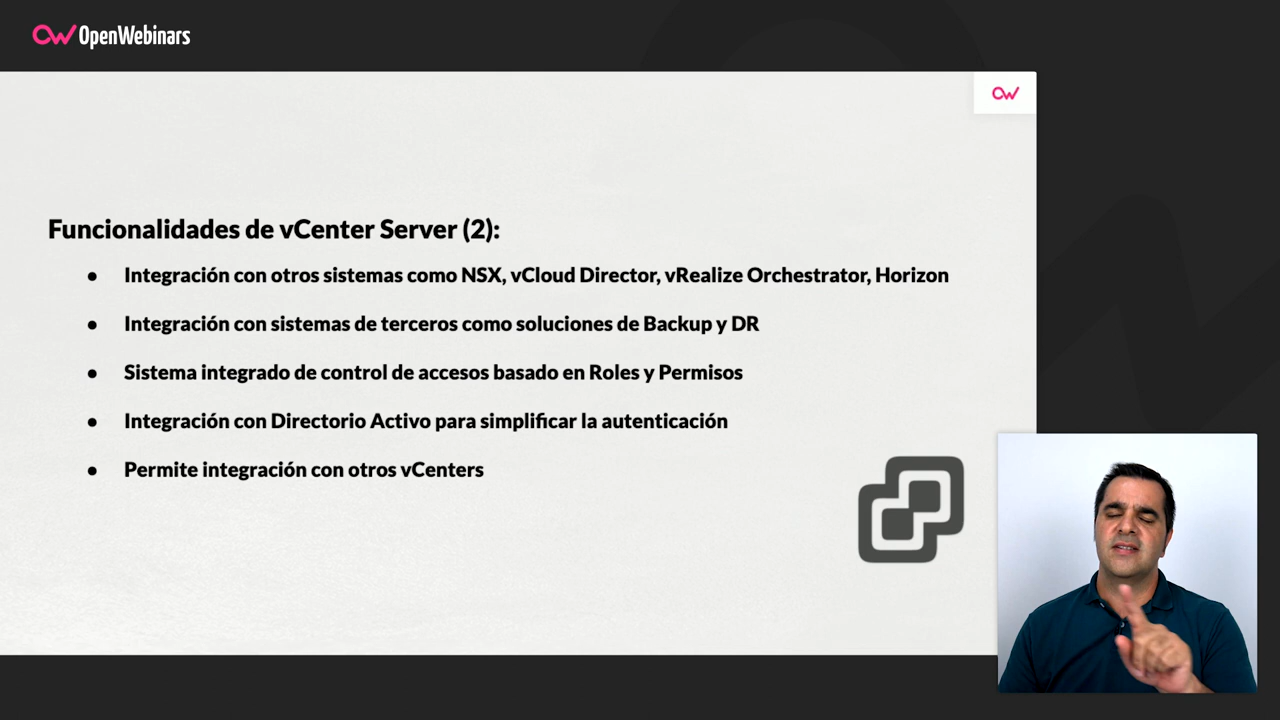 OpenWebinars
Funcionalidades de vCenter Server (2):
● Integración con otros sistemas como NSX, vCloud Director, vRealize Orchestrator, Horizon
● Integración con sistemas de terceros como soluciones de Backup y DR
● Sistema integrado de control de accesos basado en Roles y Permisos
● Integración con Directorio Activo para simplificar la autenticación
● Permite integración con otros vCenters